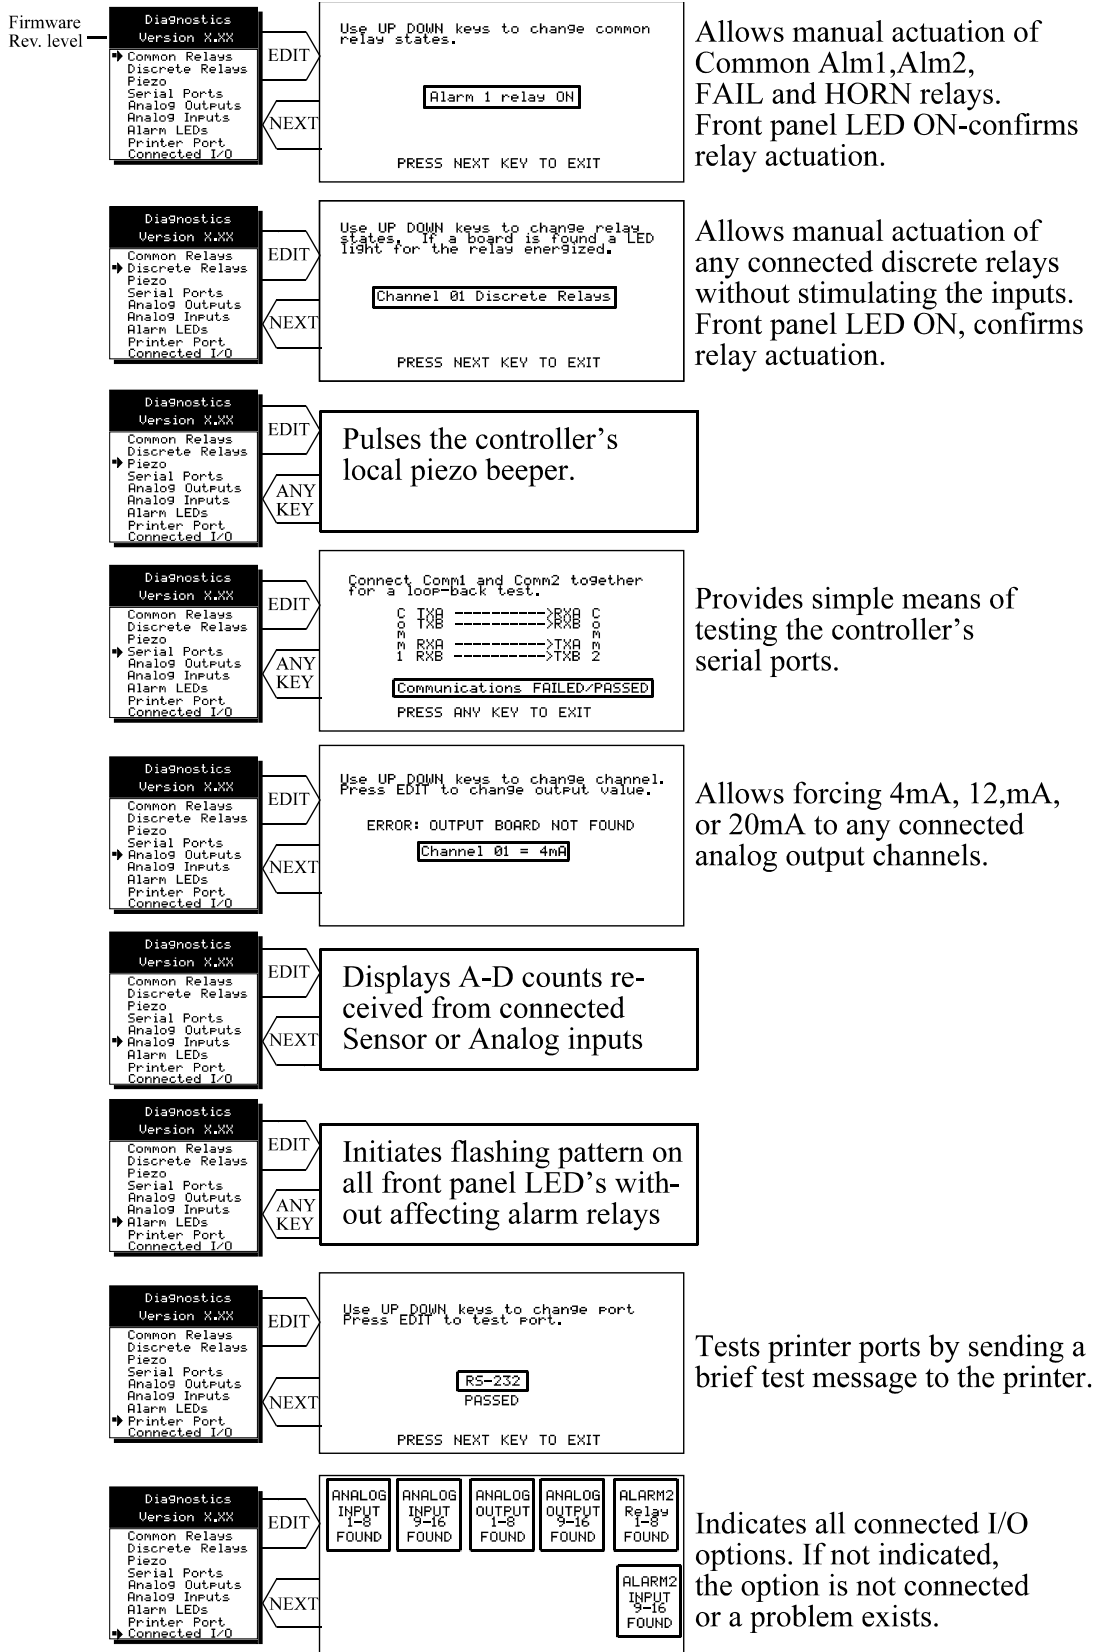 Firmware
Rev. level
Diagnostics
Version X.XX
Common Relays
Discrete Relays
Piezo
Serial Ports
Analog Outputs
Analog Inputs
Alarm LEDs
Printer Port
Connected I/O
EDIT
NEXT
Use UP DOWN keys to change common
relay states.
Alarm 1 relay ON
PRESS NEXT KEY TO EXIT
Allows manual actuation of
Common Alm1,Alm2,
FAIL and HORN relays.
Front panel LED ON-confirms
relay actuation.
Diagnostics
Version X.XX
Common Relays
Discrete Relays
Piezo
Serial Ports
Analog Outputs
Analog Inputs
Alarm LEDs
Printer Port
Connected I/O
EDIT
NEXT
Use UP DOWN keys to change relay
states. If a board is found a LED
light for the relay energized.
Channel 01 Discrete Relays
PRESS NEXT KEY TO EXIT
Allows manual actuation of
any connected discrete relays
without stimulating the inputs.
Front panel LED ON, confirms
relay actuation.
Diagnostics
Version X.XX
Common Relays
Discrete Relays
Piezo
Serial Ports
Analog Outputs
Analog Inputs
Alarm LEDs
Printer Port
Connected I/O
EDIT
ANY
KEY
Pulses the controller’s
local piezo beeper.
Diagnostics
Version X.XX
Common Relays
Discrete Relays
Piezo
Serial Ports
Analog Outputs
Analog Inputs
Alarm LEDs
Printer Port
Connected I/O
EDIT
ANY
KEY
Connect Comm1 and Comm2 together
for a loop-back test.
C TXA ---------->RXA C
o TXB ---------->RXB o
m m
m RXA ---------->TXA m
1 RXB ---------->TXB 2
Communications FAILED/PASSED
PRESS ANY KEY TO EXIT
Provides simple means of
testing the controller’s
serial ports.
Diagnostics
Version X.XX
Common Relays
Discrete Relays
Piezo
Serial Ports
Analog Outputs
Analog Inputs
Alarm LEDs
Printer Port
Connected I/O
EDIT
NEXT
Use UP DOWN keys to change channel.
Press EDIT to change output value.
ERROR: OUTPUT BOARD NOT FOUND
Channel 01 = 4mA
Allows forcing 4mA, 12,mA,
or 20mA to any connected
analog output channels.
Diagnostics
Version X.XX
Common Relays
Discrete Relays
Piezo
Serial Ports
Analog Outputs
Analog Inputs
Alarm LEDs
Printer Port
Connected I/O
EDIT
NEXT
Displays A-D counts re-
ceived from connected
Sensor or Analog inputs
Diagnostics
Version X.XX
Common Relays
Discrete Relays
Piezo
Serial Ports
Analog Outputs
Analog Inputs
Alarm LEDs
Printer Port
Connected I/O
EDIT
ANY
KEY
Initiates flashing pattern on
all front panel LED’s with-
out affecting alarm relays
Diagnostics
Version X.XX
Common Relays
Discrete Relays
Piezo
Serial Ports
Analog Outputs
Analog Inputs
Alarm LEDs
Printer Port
Connected I/O
EDIT
NEXT
Use UP DOWN keys to change port
Press EDIT to test port.
RS-232
PASSED
PRESS NEXT KEY TO EXIT
Tests printer ports by sending a
brief test message to the printer.
Diagnostics
Version X.XX
Common Relays
Discrete Relays
Piezo
Serial Ports
Analog Outputs
Analog Inputs
Alarm LEDs
Printer Port
Connected I/O
EDIT
NEXT
ANALOG
INPUT
1-8
FOUND
ANALOG
INPUT
9-16
FOUND
ANALOG
OUTPUT
1-8
FOUND
ANALOG
OUTPUT
9-16
FOUND
ALARM2
Relay
1-8
FOUND
ALARM2
INPUT
9-16
FOUND
Indicates all connected I/O
options. If not indicated,
the option is not connected
or a problem exists.